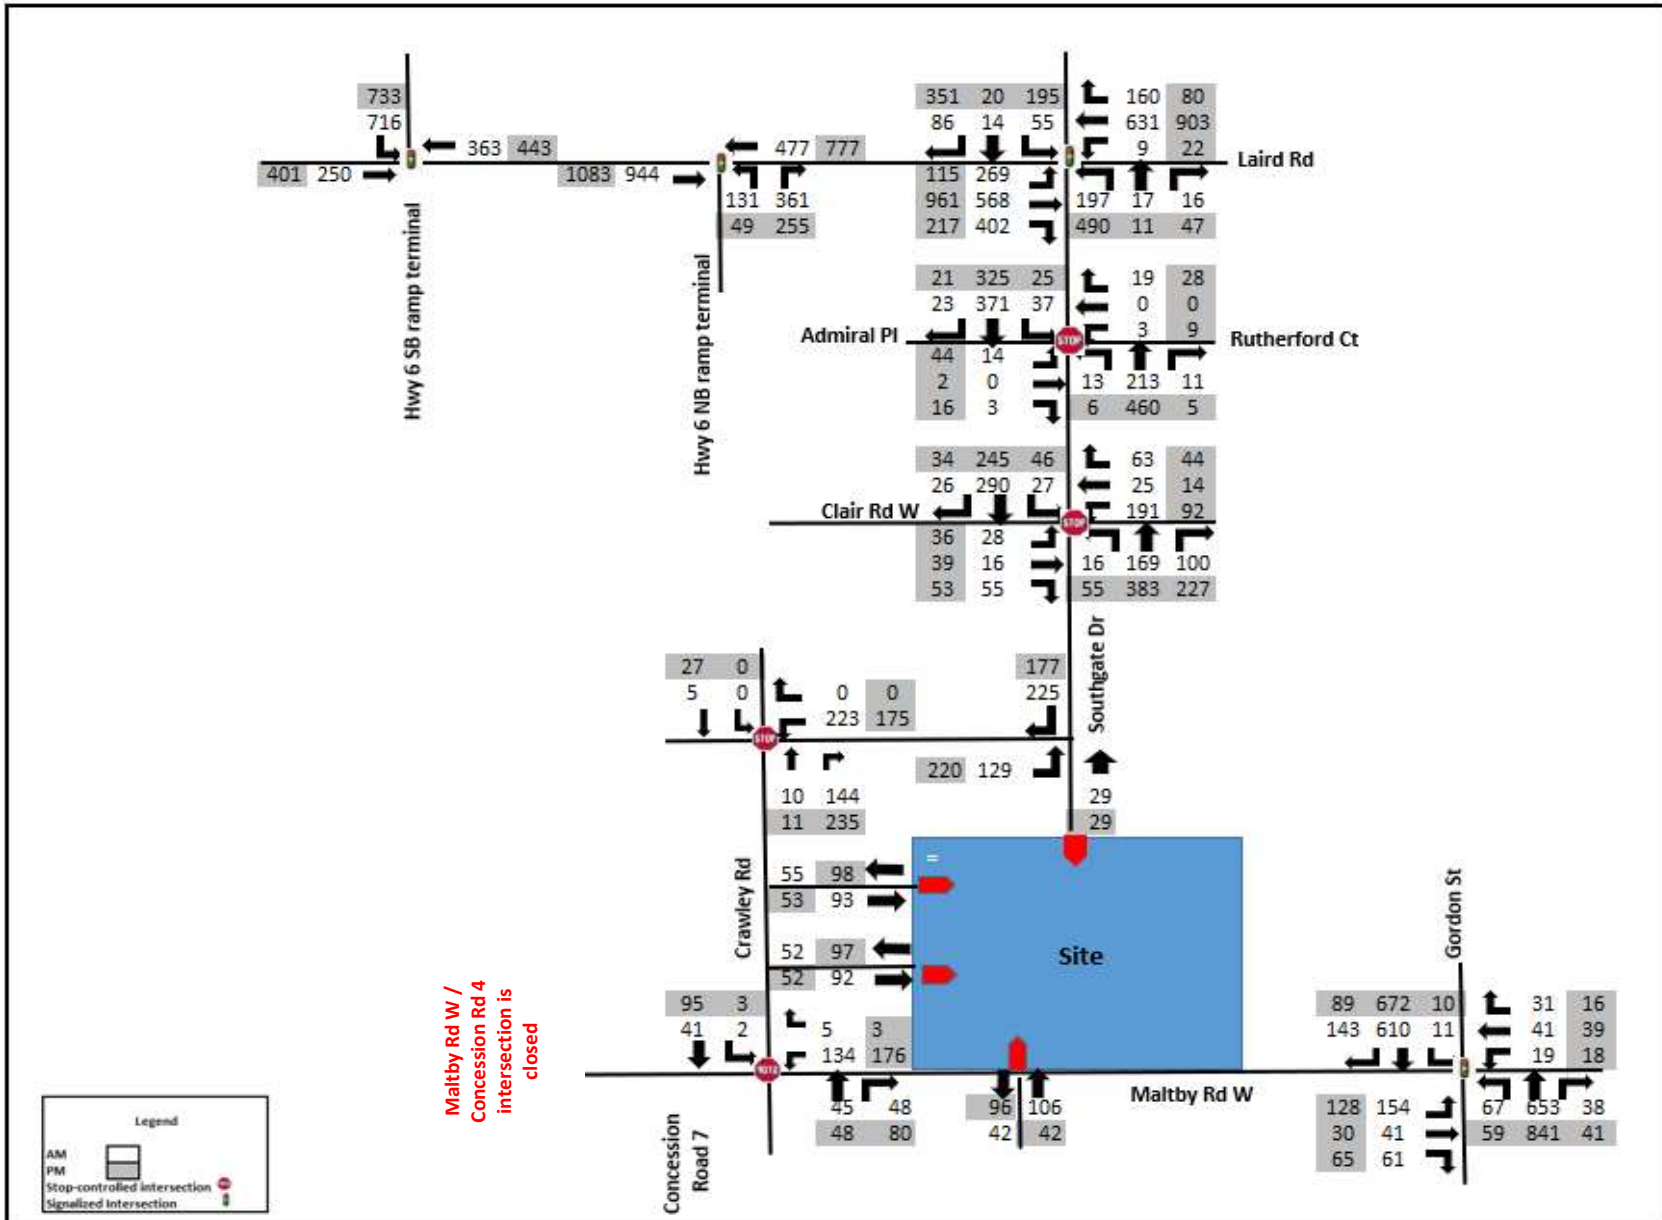 733
716
363 443
401 250
1083 944
477 777
131 361
49 255
Hwy 6 SB ramp terminal
Hwy 6 NB ramp terminal
351 20 195
86 14 55
160 80
631 903
9 22
Laird Rd
115 269
961 568
217 402
197 17 16
490 11 47
21 325 25
23 371 37
19 28
0 0
3 9
Admiral Pl
Rutherford Ct
STOP
44 14
2 0
16 3
13 213 11
6 460 5
34 245 46
26 290 27
63 44
25 14
191 92
Clair Rd W
STOP
36 28
39 16
53 55
16 169 100
55 383 227
Southgate Dr
27 0
5 0
0 0
223 175
177
225
STOP
220 129
10 144
11 235
29
29
Crawley Rd
55 98
53 93
=
52 97
52 92
Site
Gordon St
Maltby Rd W /
Concession Rd 4
intersection is
closed
95 3
41 2
5 3
134 176
45 48
48 80
96 106
42 42
Maltby Rd W
Concession
Road 7
89 672 10
143 610 11
31 16
41 39
19 18
128 154
30 41
65 61
67 653 38
59 841 41
Legend
AM
PM
Stop-controlled intersection
Signalized Intersection